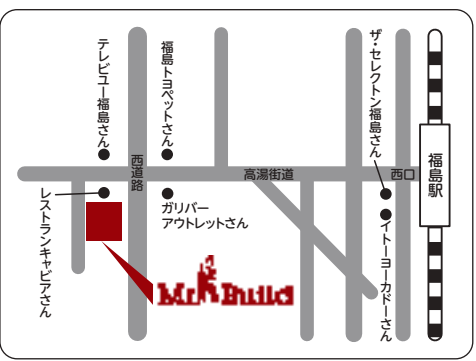 テレビュー福島さん
福島トヨペットさん
ザ・セレクトン福島さん
西道路
高湯街道
西口
福島駅
レストランキャビアさん
ガリバー
アウトレットさん
イトーヨーカドーさん
Mr Build